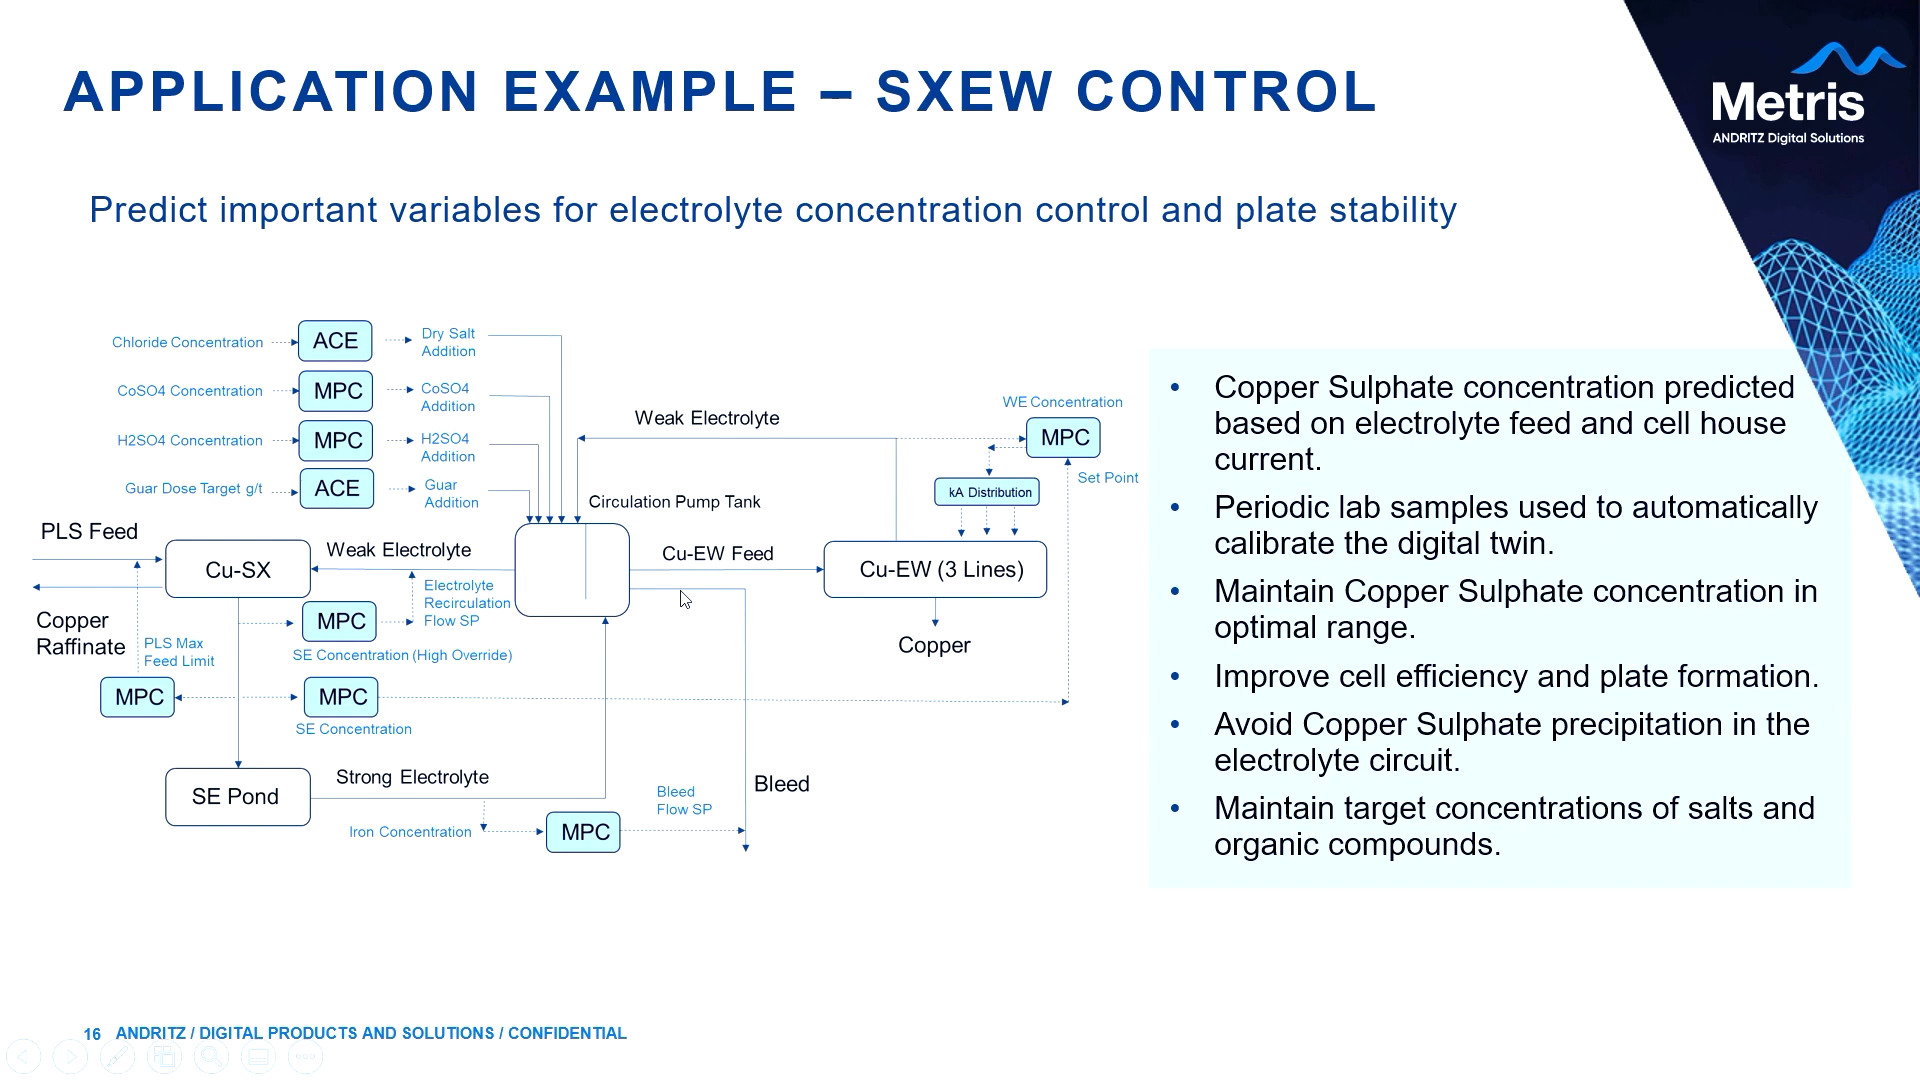 APPLICATION EXAMPLE – SXEW CONTROL
Metris
ANDRITZ Digital Solutions
Predict important variables for electrolyte concentration control and plate stability
Chloride Concentration
ACE
Dry Salt
Addition
CoSO4 Concentration
MPC
CoSO4
Addition
H2SO4 Concentration
MPC
H2SO4
Addition
Guar Dose Target g/t
ACE
Guar
Addition
Weak Electrolyte
WE Concentration
MPC
Set Point
kA Distribution
Circulation Pump Tank
PLS Feed
Cu-SX
Weak Electrolyte
Cu-EW Feed
Cu-EW (3 Lines)
Electrolyte
Recirculation
Flow SP
Copper
Raffinate
PLS Max
Feed Limit
MPC
SE Concentration (High Override)
Copper
MPC
MPC
SE Concentration
SE Pond
Strong Electrolyte
Bleed
Iron Concentration
MPC
Bleed
Flow SP
• Copper Sulphate concentration predicted
based on electrolyte feed and cell house
current.
• Periodic lab samples used to automatically
calibrate the digital twin.
• Maintain Copper Sulphate concentration in
optimal range.
• Improve cell efficiency and plate formation.
• Avoid Copper Sulphate precipitation in the
electrolyte circuit.
• Maintain target concentrations of salts and
organic compounds.
16 ANDRITZ / DIGITAL PRODUCTS AND SOLUTIONS / CONFIDENTIAL